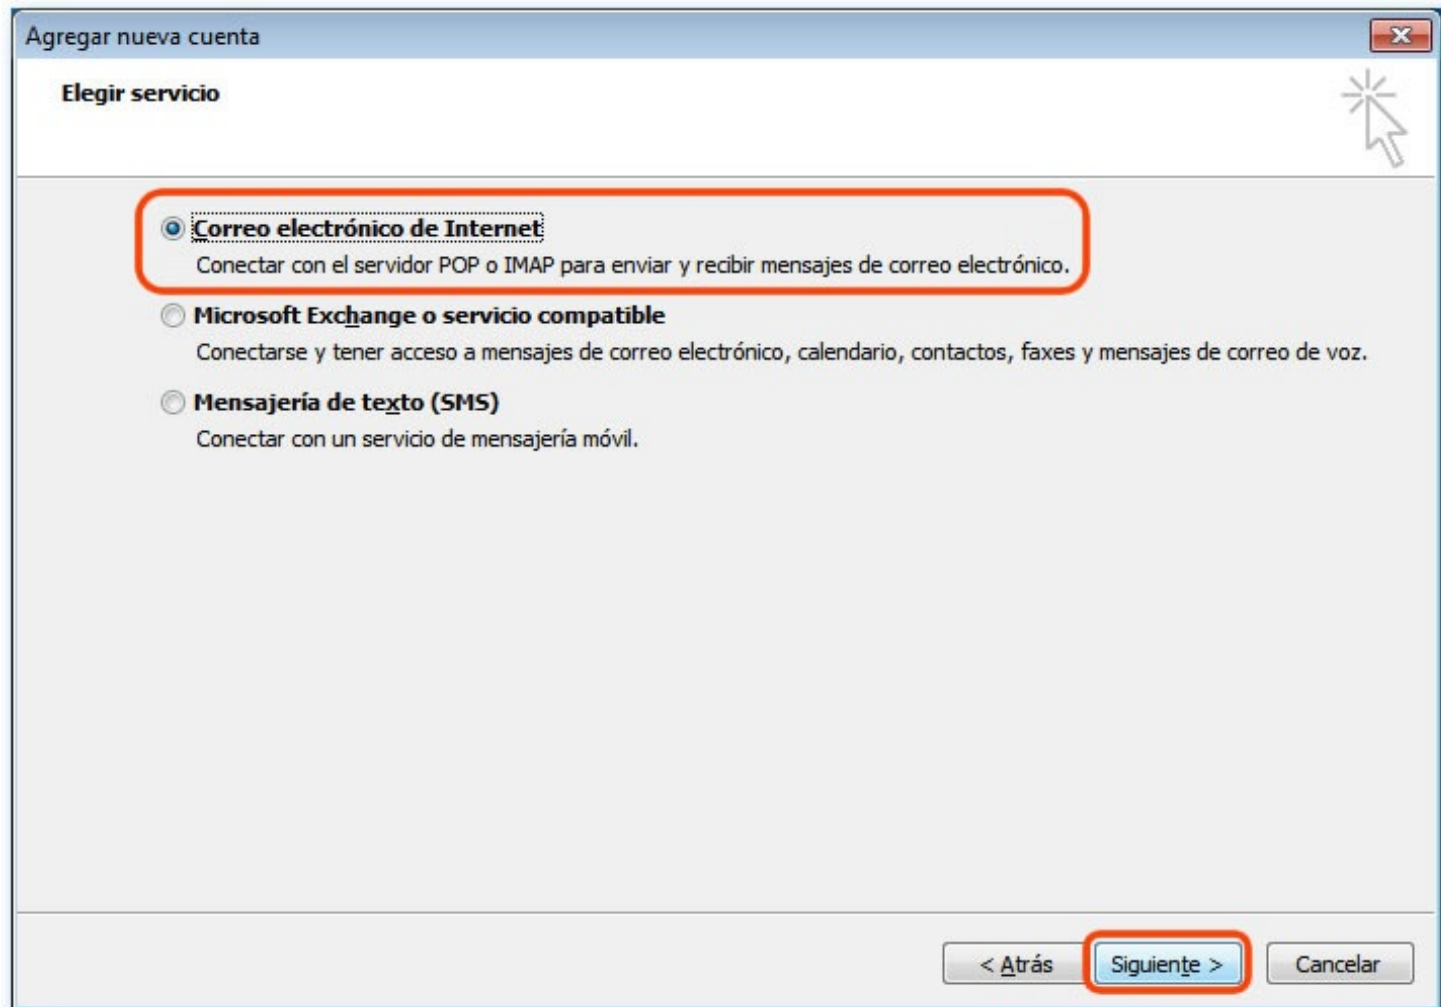 Agregar nueva cuenta
Elegir servicio
Correo electrónico de Internet
Conectar con el servidor POP o IMAP para enviar y recibir mensajes de correo electrónico.
Microsoft Exchange o servicio compatible
Conectarse y tener acceso a mensajes de correo electrónico, calendario, contactos, faxes y mensajes de correo de voz.
Mensajería de texto (SMS)
Conectar con un servicio de mensajería móvil.
< Atrás Siguiente > Cancelar